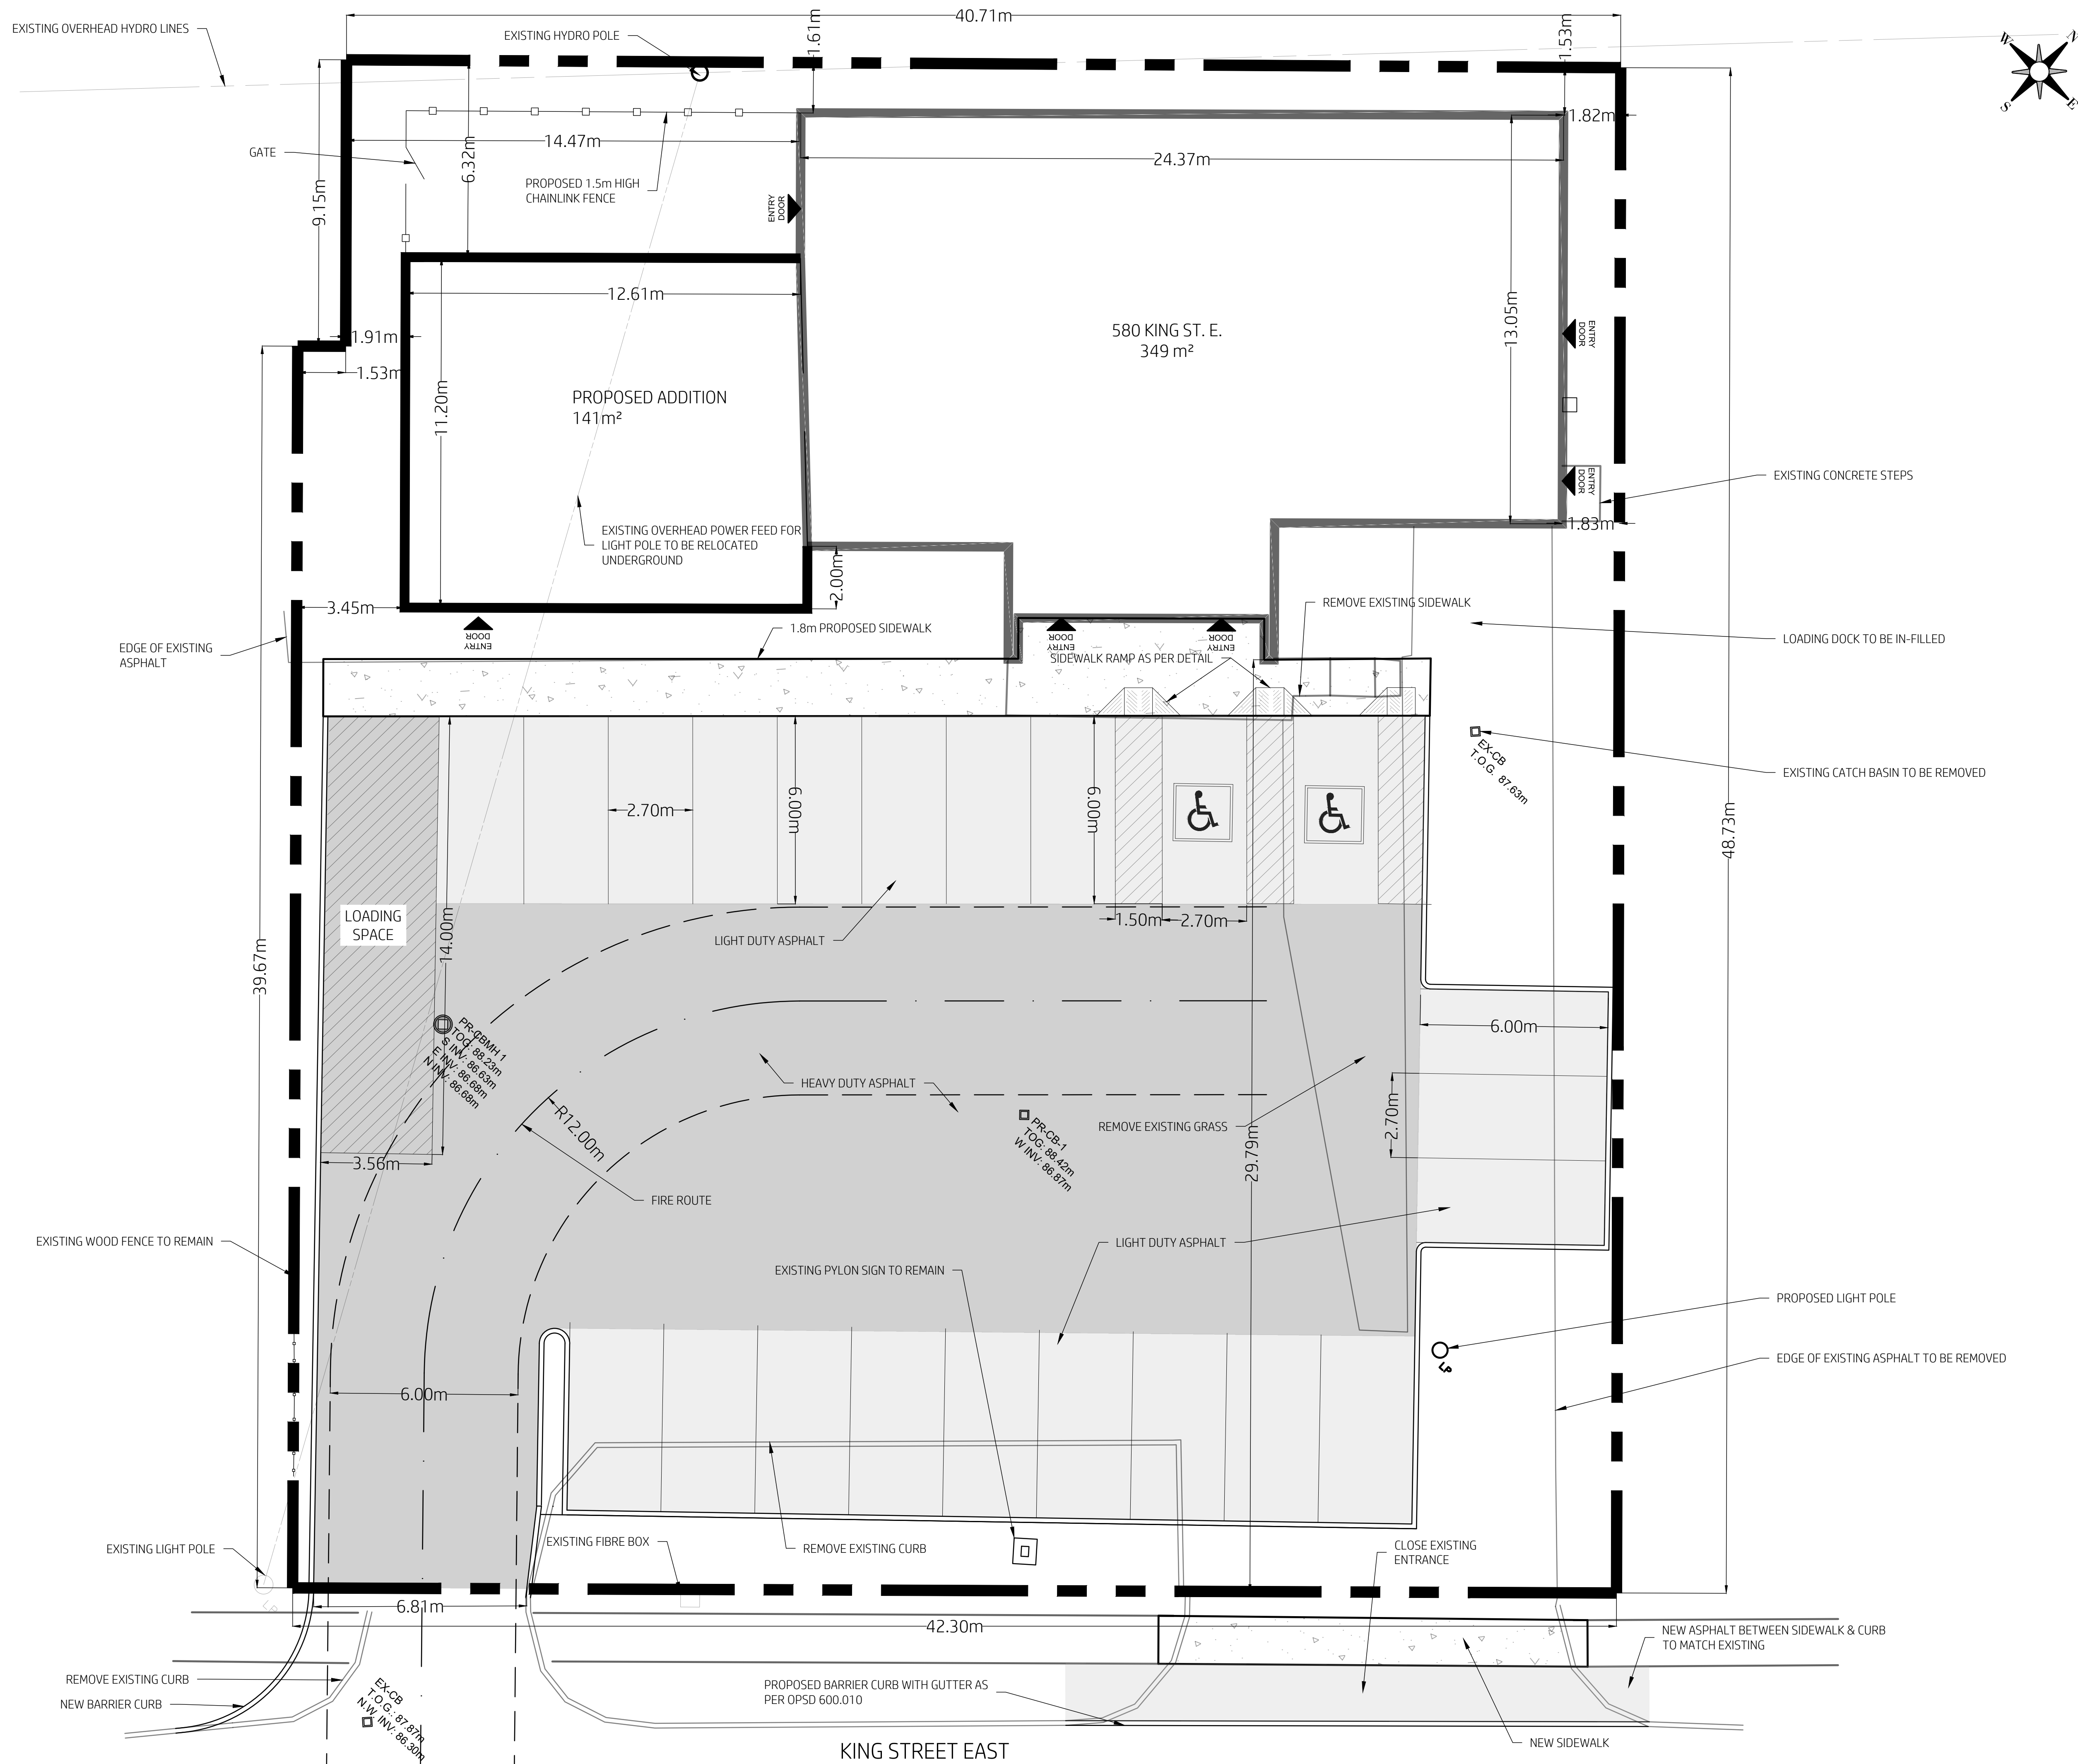 40.71m
EXISTING OVERHEAD HYDRO LINES
EXISTING HYDRO POLE
1.61m
1.53m
N
W
S
E
1.82m
14.47m
6.32m
24.37m
GATE
PROPOSED 1.5m HIGH
CHAINLINK FENCE
9.15m
ENTRY
DOOR
12.61m
13.05m
580 KING ST. E.
349 m²
ENTRY
DOOR
1.91m
1.53m
11.20m
PROPOSED ADDITION
141m²
ENTRY
DOOR
EXISTING CONCRETE STEPS
1.83m
EXISTING OVERHEAD POWER FEED FOR
LIGHT POLE TO BE RELOCATED
UNDERGROUND
2.00m
3.45m
REMOVE EXISTING SIDEWALK
1.8m PROPOSED SIDEWALK
ENTRY
DOOR
ENTRY
DOOR
ENTRY
DOOR
LOADING DOCK TO BE IN-FILLED
EDGE OF EXISTING
ASPHALT
SIDEWALK RAMP AS PER DETAIL
EX-CB
T.O.G. 87.63m
EXISTING CATCH BASIN TO BE REMOVED
2.70m
6.00m
6.00m
48.73m
LOADING
SPACE
14.00m
1.50m
2.70m
LIGHT DUTY ASPHALT
39.67m
PR-CBMH 1
TOG: 88.23m
S INV: 86.63m
E INV: 86.68m
N INV: 86.68m
6.00m
HEAVY DUTY ASPHALT
R12.00m
PR-CB-1
TOG: 88.42m
W INV: 86.87m
REMOVE EXISTING GRASS
2.70m
29.79m
3.56m
FIRE ROUTE
EXISTING WOOD FENCE TO REMAIN
LIGHT DUTY ASPHALT
EXISTING PYLON SIGN TO REMAIN
PROPOSED LIGHT POLE
LP
EDGE OF EXISTING ASPHALT TO BE REMOVED
6.00m
EXISTING LIGHT POLE
EXISTING FIBRE BOX
REMOVE EXISTING CURB
CLOSE EXISTING
ENTRANCE
LP
6.81m
42.30m
NEW ASPHALT BETWEEN SIDEWALK & CURB
TO MATCH EXISTING
REMOVE EXISTING CURB
NEW BARRIER CURB
EX-CB
T.O.G.: 87.87m
N.W. INV: 86.30m
PROPOSED BARRIER CURB WITH GUTTER AS
PER OPSD 600.010
NEW SIDEWALK
KING STREET EAST